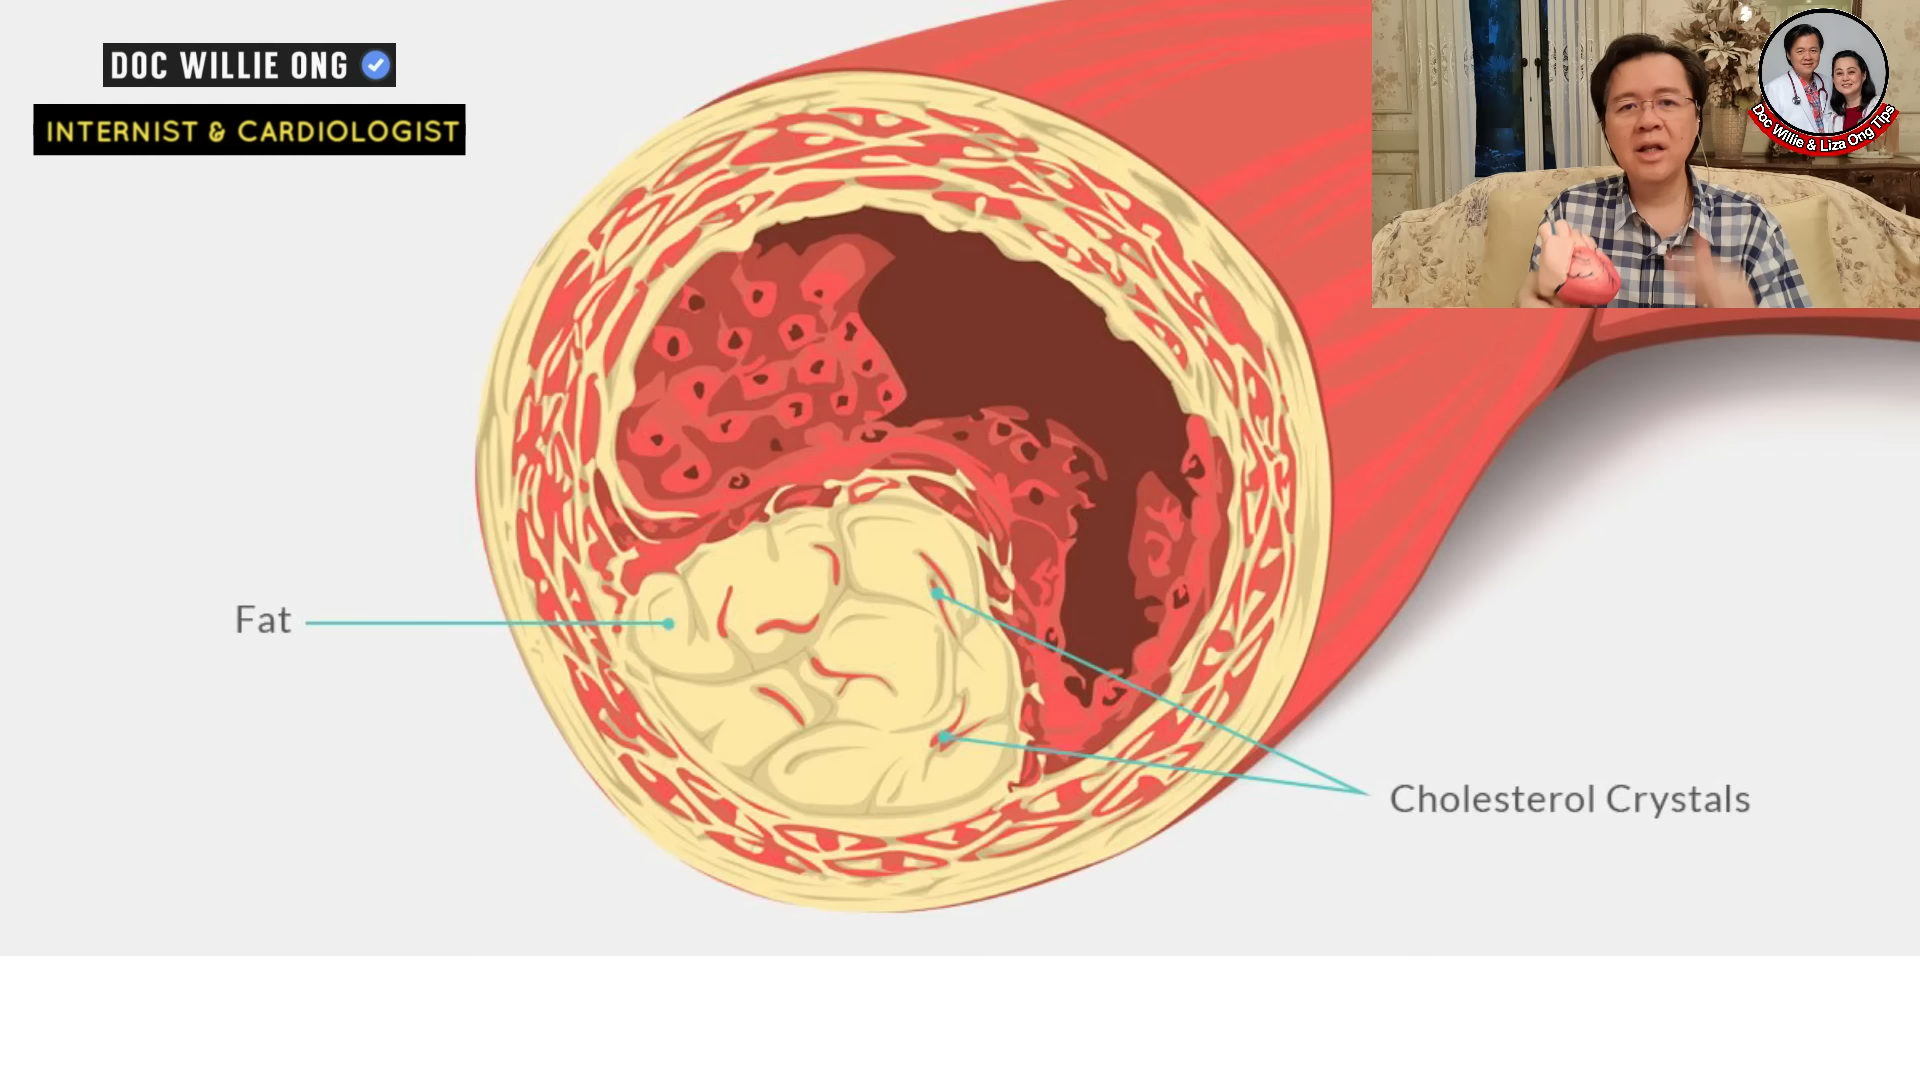 DOC WILLIE ONG
INTERNIST & CARDIOLOGIST
Doc Willie & Liza Ong Tips
Fat
Cholesterol Crystals